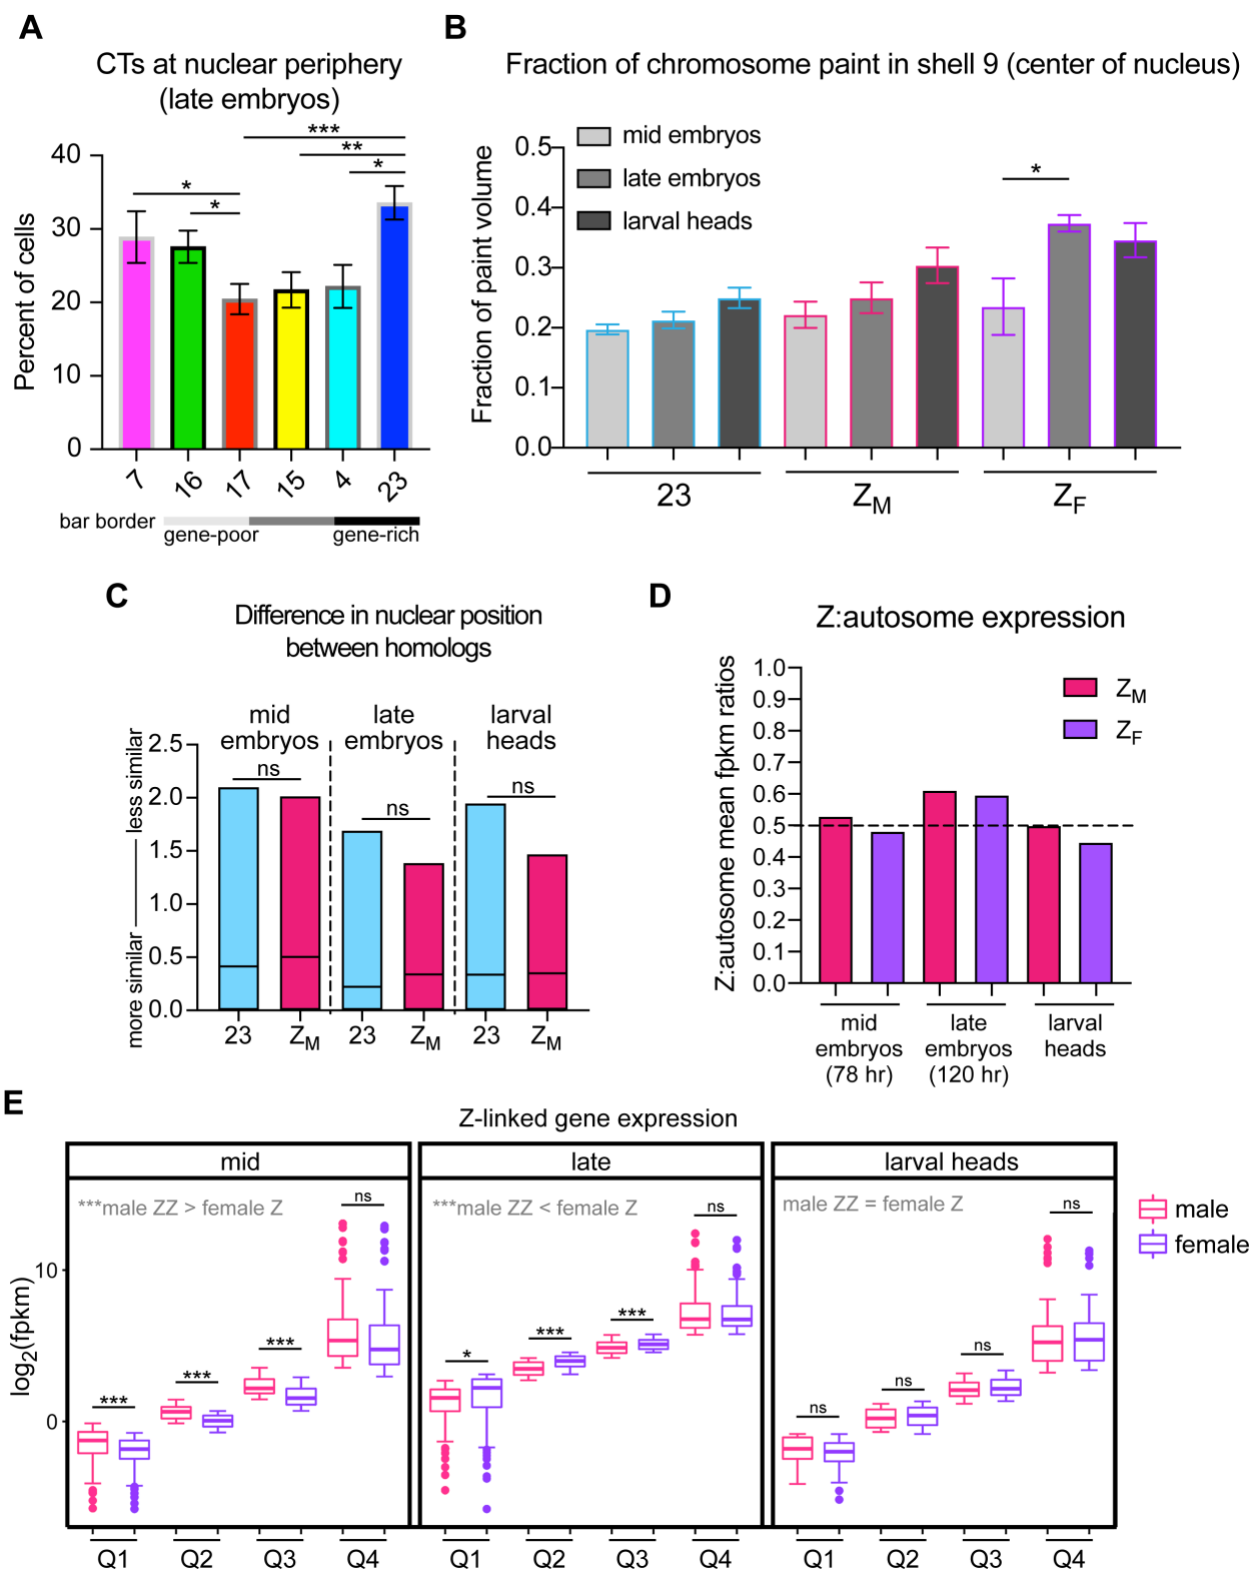 A
CTs at nuclear periphery
(late embryos)
***
**
*
*
*
Percent of cells
40
30
20
10
0
7
16
17
15
4
23
bar border
gene-poor
gene-rich
B
Fraction of chromosome paint in shell 9 (center of nucleus)
mid embryos
late embryos
larval heads
*
Fraction of paint volume
0.5
0.4
0.3
0.2
0.1
0.0
23
Z_M
Z_F
C
Difference in nuclear position
between homologs
mid
embryos
late
embryos
larval
heads
more similar
less similar
2.5
2.0
1.5
1.0
0.5
0.0
ns
ns
ns
23
Z_M
23
Z_M
23
Z_M
D
Z:autosome expression
Z:autosome mean fpkm ratios
1.0
0.9
0.8
0.7
0.6
0.5
0.4
0.3
0.2
0.1
0.0
Z_M
Z_F
mid
embryos
(78 hr)
late
embryos
(120 hr)
larval
heads
E
Z-linked gene expression
mid
late
larval heads
***male ZZ > female Z
***male ZZ < female Z
male ZZ = female Z
male
female
log₂(fpkm)
10
0
***
***
***
ns
*
***
***
ns
ns
ns
ns
ns
Q1
Q2
Q3
Q4
Q1
Q2
Q3
Q4
Q1
Q2
Q3
Q4